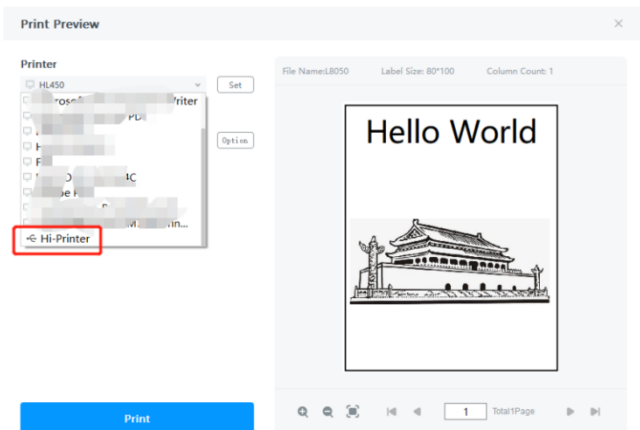 Print Preview
Printer
HL450
Set
Option
Hi-Printer
Print
File Name:L8050 Label Size: 80*100 Column Count: 1
Hello World
1 Total1Page